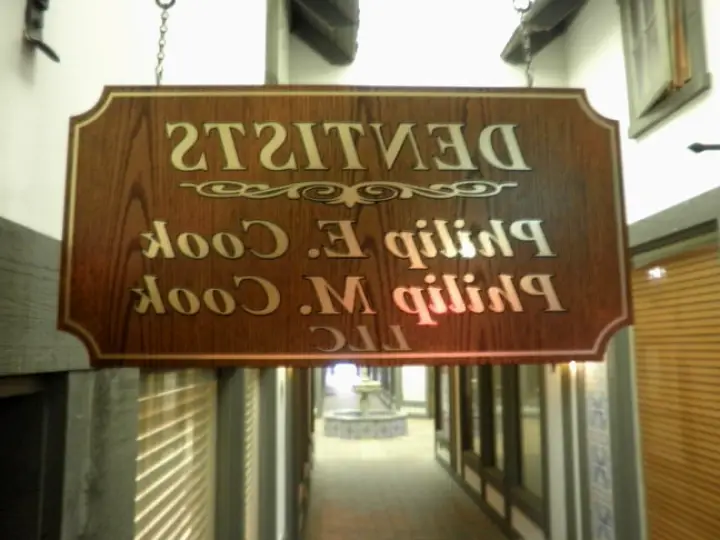 DENTISTS
Philip E. Cook
Philip M. Cook
LLC